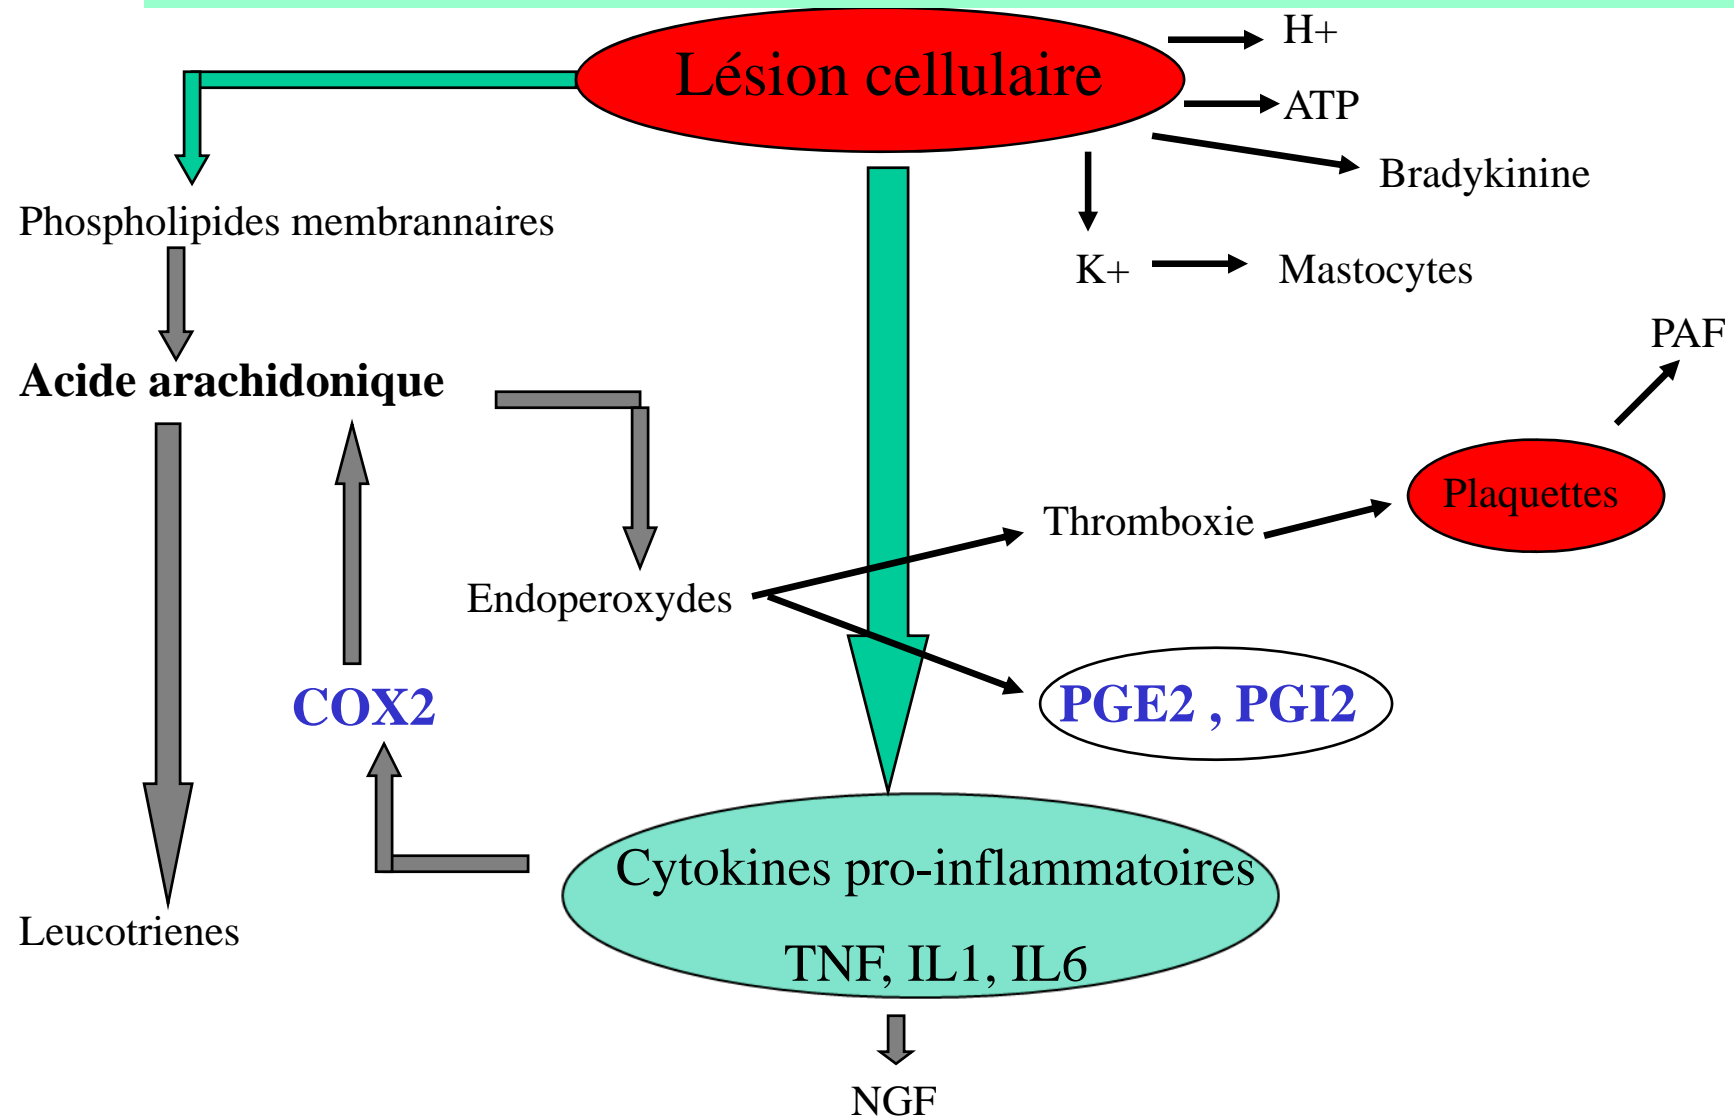 Lésion cellulaire
H+
ATP
Bradykinine
Phospholipides membrannaires
K+
Mastocytes
PAF
Acide arachidonique
Plaquettes
Thromboxie
Endoperoxydes
COX2
PGE2 , PGI2
Cytokines pro-inflammatoires
TNF, IL1, IL6
Leucotrienes
NGF